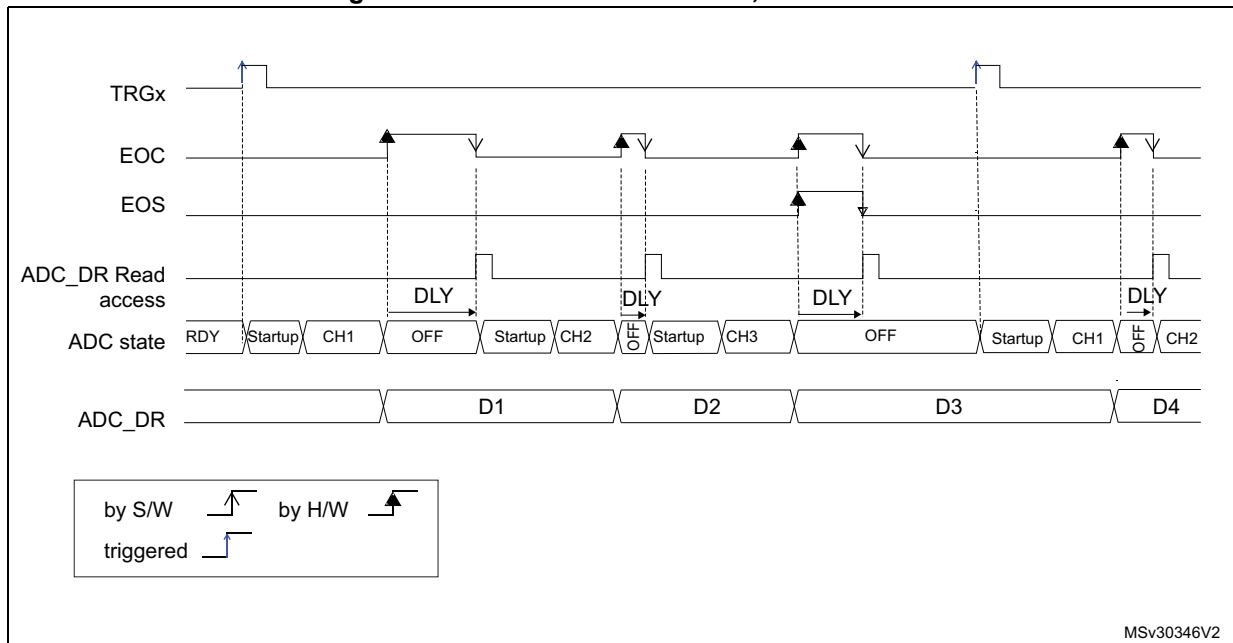 TRGx
EOC
EOS
ADC_DR Read access
DLY DLY DLY DLY
ADC state RDY Startup CH1 OFF Startup CH2 OFF Startup CH3 OFF Startup CH1 OFF CH2
ADC_DR D1 D2 D3 D4
by S/W by H/W
triggered
MSv30346V2